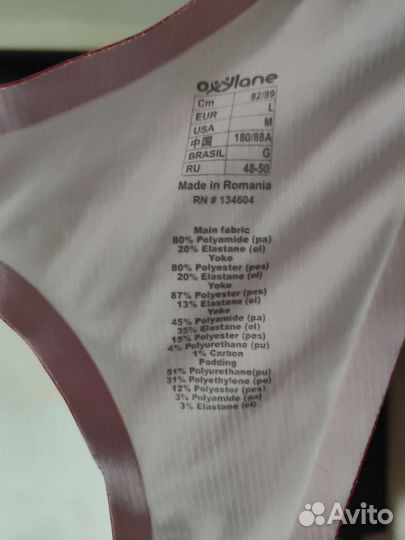 oxylane
Cm 82/89
EUR L
USA M
中国 180/88A
BRASIL G
RU 48-50
Made in Romania
RN # 134604
Main fabric
80% Polyamide (pa)
20% Elastane (el)
Yoke
80% Polyester (pes)
20% Elastane (el)
Yoke
87% Polyester (pes)
13% Elastane (el)
Yoke
45% Polyamide (pa)
35% Elastane (el)
15% Polyester (pes)
4% Polyurethane (pu)
1% Carbon
Padding
51% Polyurethane(pu)
31% Polyethylene (pe)
12% Polyester (pes)
3% Polyamide (pa)
3% Elastane (el)
Avito